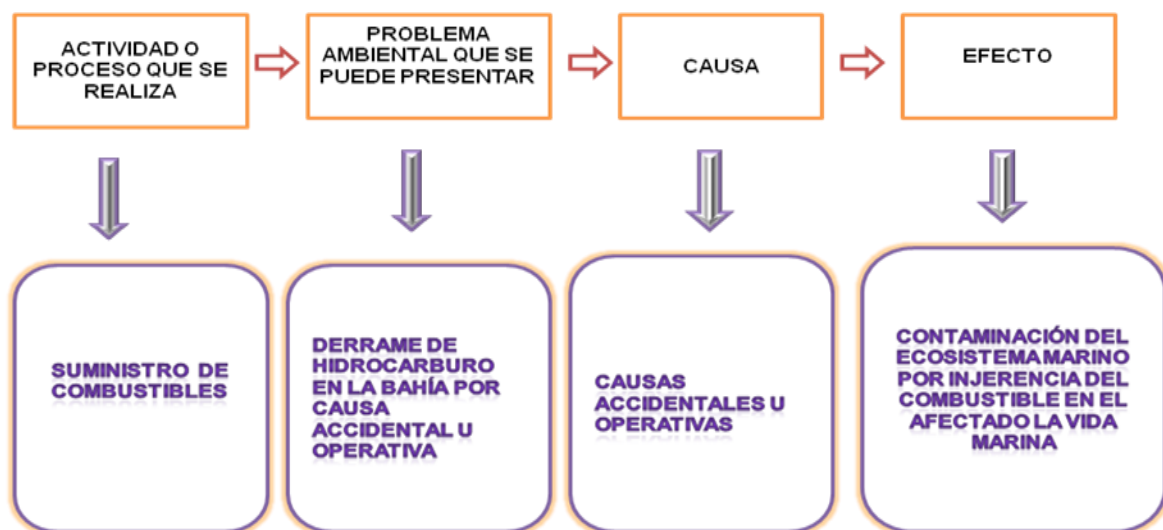 ACTIVIDAD O
PROCESO QUE SE
REALIZA
PROBLEMA
AMBIENTAL QUE SE
PUEDE PRESENTAR
CAUSA
EFECTO
SUMINISTRO DE
COMBUSTIBLES
DERRAME DE
HIDROCARBURO
EN LA BAHÍA POR
CAUSA
ACCIDENTAL U
OPERATIVA
CAUSAS
ACCIDENTALES U
OPERATIVAS
CONTAMINACIÓN DEL
ECOSISTEMA MARINO
POR INJERENCIA DEL
COMBUSTIBLE EN EL
AFECTADO LA VIDA
MARINA